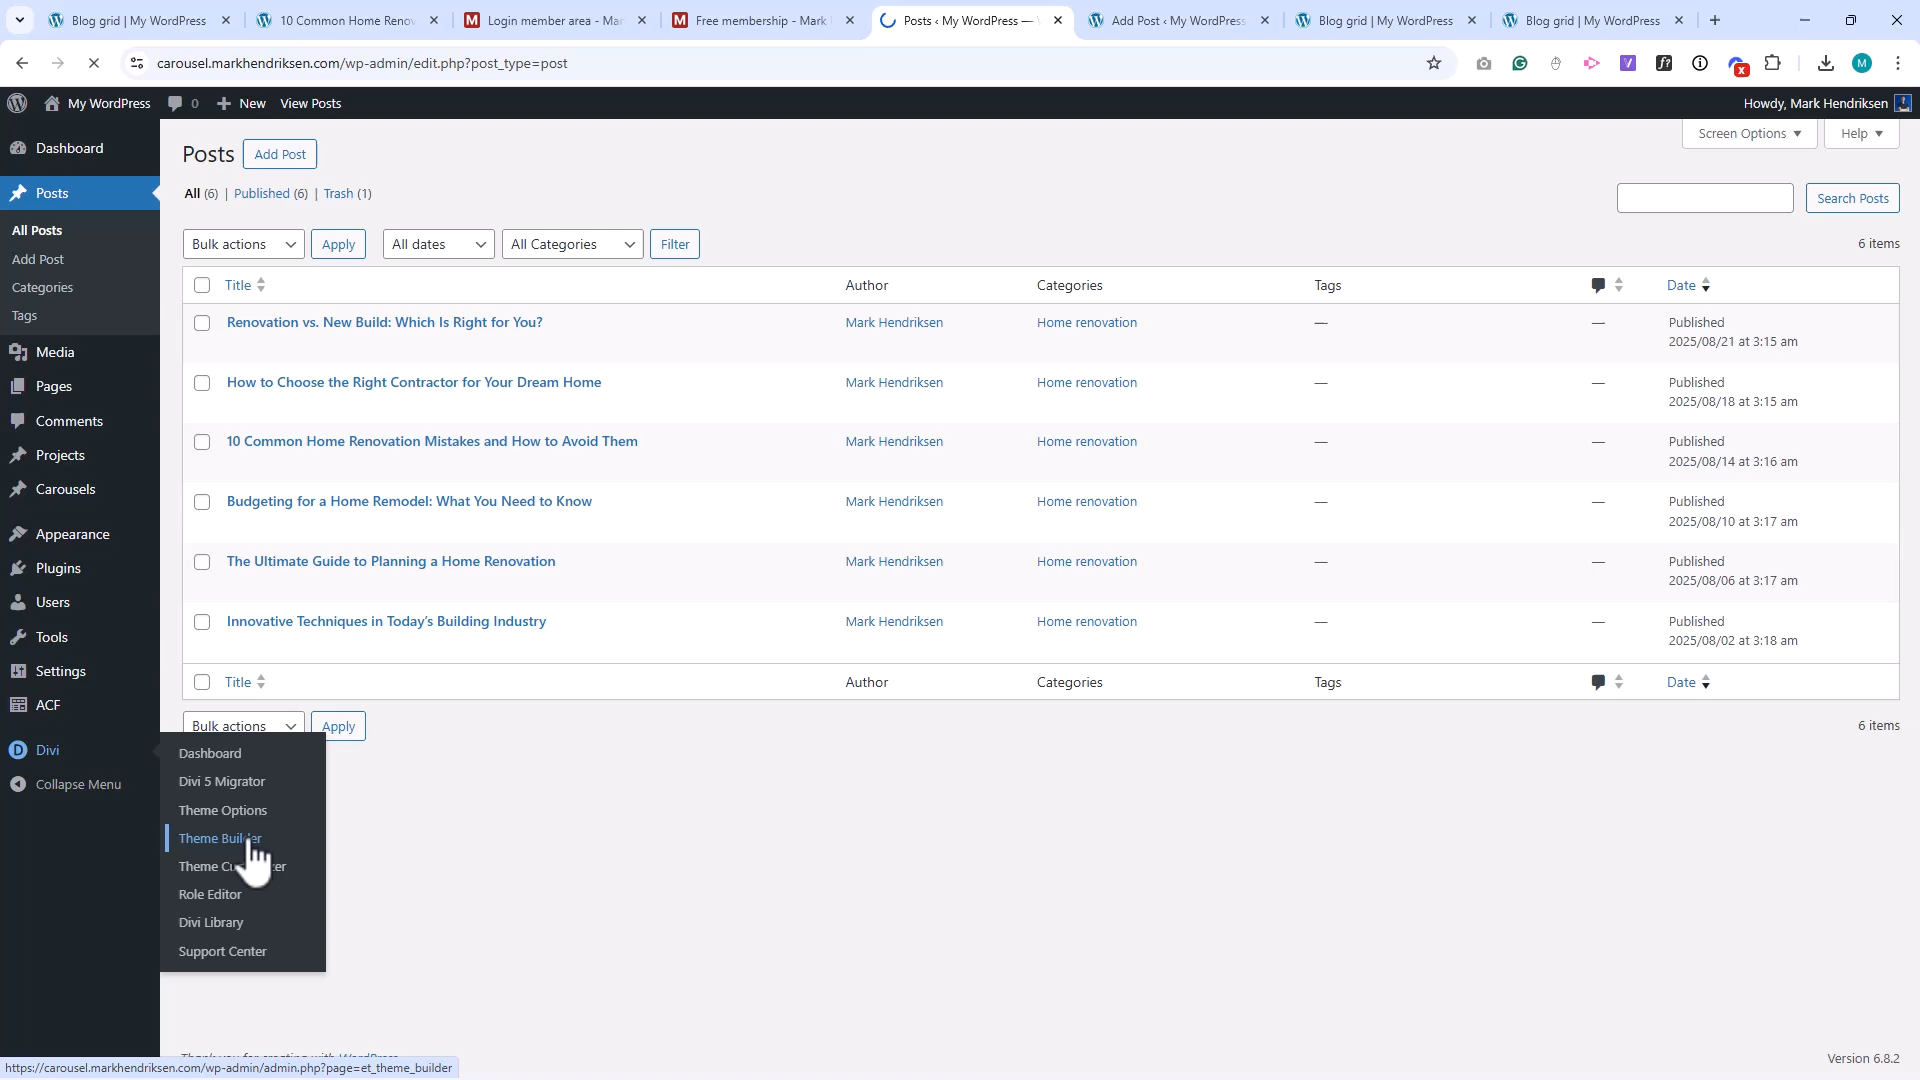 Blog grid | My WordPress
10 Common Home Renov
Login member area - Mar
Free membership - Mark
Posts ‹ My WordPress —
Add Post ‹ My WordPress
Blog grid | My WordPress
Blog grid | My WordPress
carousel.markhendriksen.com/wp-admin/edit.php?post_type=post
M
My WordPress 0 New View Posts
Howdy, Mark Hendriksen
Dashboard
Posts
All Posts
Add Post
Categories
Tags
Media
Pages
Comments
Projects
Carousels
Appearance
Plugins
Users
Tools
Settings
ACF
Divi
Collapse Menu
Dashboard
Divi 5 Migrator
Theme Options
Theme Builder
Role Editor
Divi Library
Support Center
Screen Options Help
Posts Add Post
All (6) | Published (6) | Trash (1)
Search Posts
Bulk actions Apply All dates All Categories Filter
6 items
Title Author Categories Tags Date
Renovation vs. New Build: Which Is Right for You? Mark Hendriksen Home renovation — — Published
2025/08/21 at 3:15 am
How to Choose the Right Contractor for Your Dream Home Mark Hendriksen Home renovation — — Published
2025/08/18 at 3:15 am
10 Common Home Renovation Mistakes and How to Avoid Them Mark Hendriksen Home renovation — — Published
2025/08/14 at 3:16 am
Budgeting for a Home Remodel: What You Need to Know Mark Hendriksen Home renovation — — Published
2025/08/10 at 3:17 am
The Ultimate Guide to Planning a Home Renovation Mark Hendriksen Home renovation — — Published
2025/08/06 at 3:17 am
Innovative Techniques in Today's Building Industry Mark Hendriksen Home renovation — — Published
2025/08/02 at 3:18 am
Title Author Categories Tags Date
Bulk actions Apply
6 items
Version 6.8.2
https://carousel.markhendriksen.com/wp-admin/admin.php?page=et_theme_builder